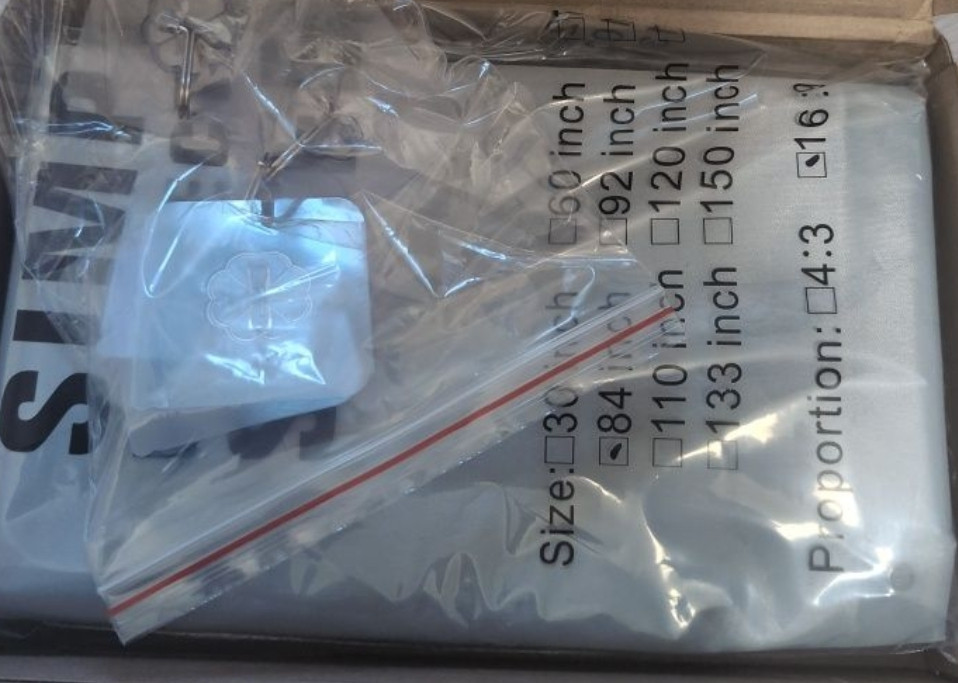 Size:☐30 inch ☐60 inch
☑84 inch ☐92 inch
☐110 inch ☐120 inch
☐133 inch ☐150 inch
Proportion: ☐4:3 ☑16:9